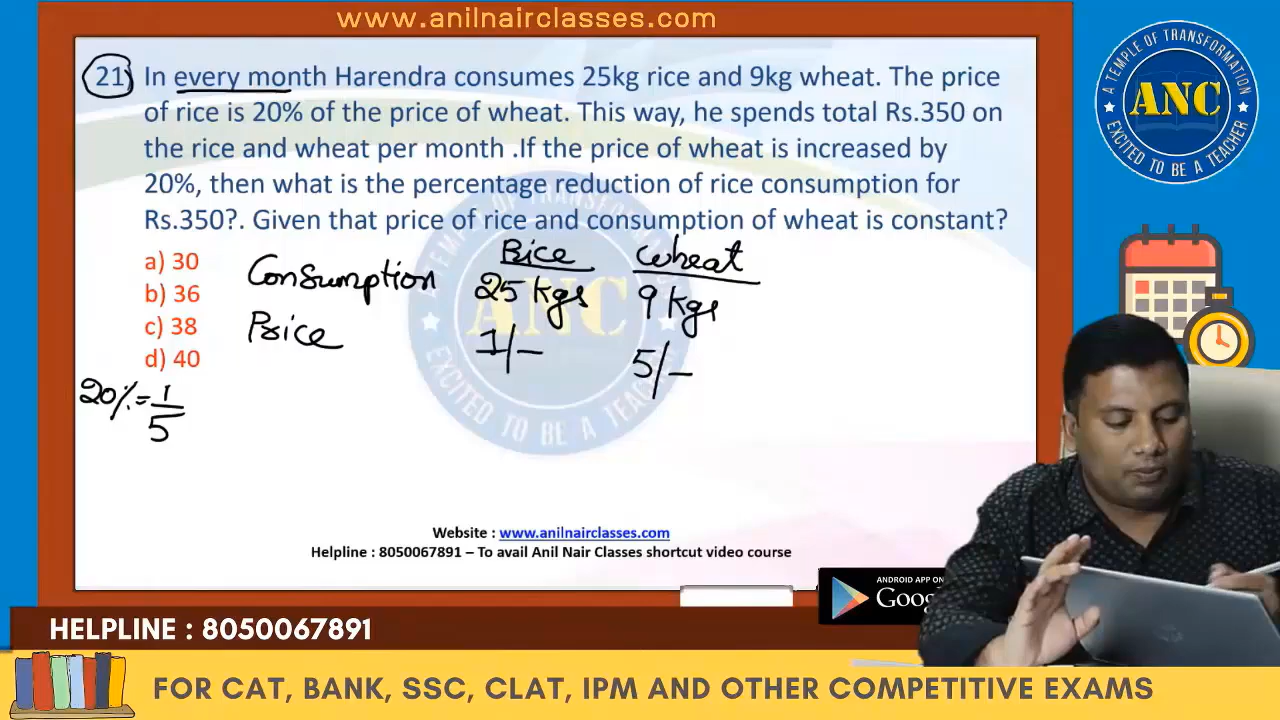 www.anilnairclasses.com
21) In every month Harendra consumes 25kg rice and 9kg wheat. The price
of rice is 20% of the price of wheat. This way, he spends total Rs.350 on
the rice and wheat per month .If the price of wheat is increased by
20%, then what is the percentage reduction of rice consumption for
Rs.350?. Given that price of rice and consumption of wheat is constant?
a) 30
b) 36
c) 38
d) 40
Rice Wheat
Consumption 25 kgs 9 kgs
Price 1/- 5/-
20% = 1/5
A TEMPLE OF TRANSFORMATION
ANC
EXCITED TO BE A TEACHER
Website : www.anilnairclasses.com
Helpline : 8050067891 – To avail Anil Nair Classes shortcut video course
ANDROID APP ON
Goog
HELPLINE : 8050067891
FOR CAT, BANK, SSC, CLAT, IPM AND OTHER COMPETITIVE EXAMS